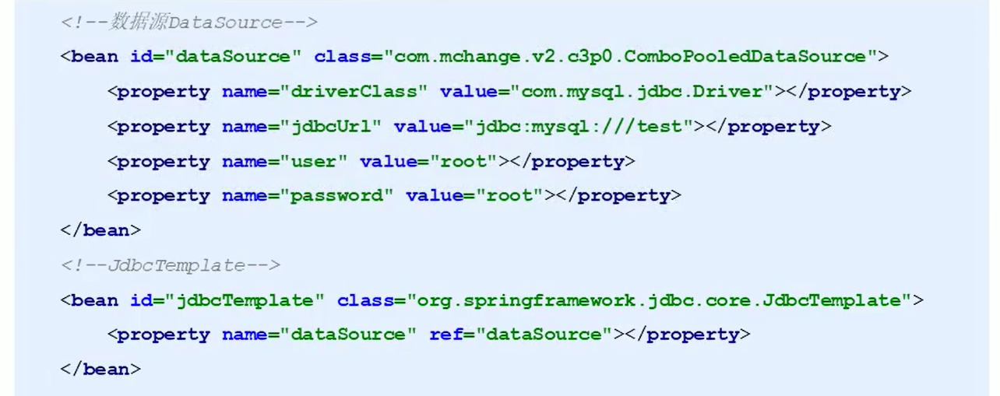 <!--数据源DataSource-->
<bean id="dataSource" class="com.mchange.v2.c3p0.ComboPooledDataSource">
<property name="driverClass" value="com.mysql.jdbc.Driver"></property>
<property name="jdbcUrl" value="jdbc:mysql:///test"></property>
<property name="user" value="root"></property>
<property name="password" value="root"></property>
</bean>
<!--JdbcTemplate-->
<bean id="jdbcTemplate" class="org.springframework.jdbc.core.JdbcTemplate">
<property name="dataSource" ref="dataSource"></property>
</bean>